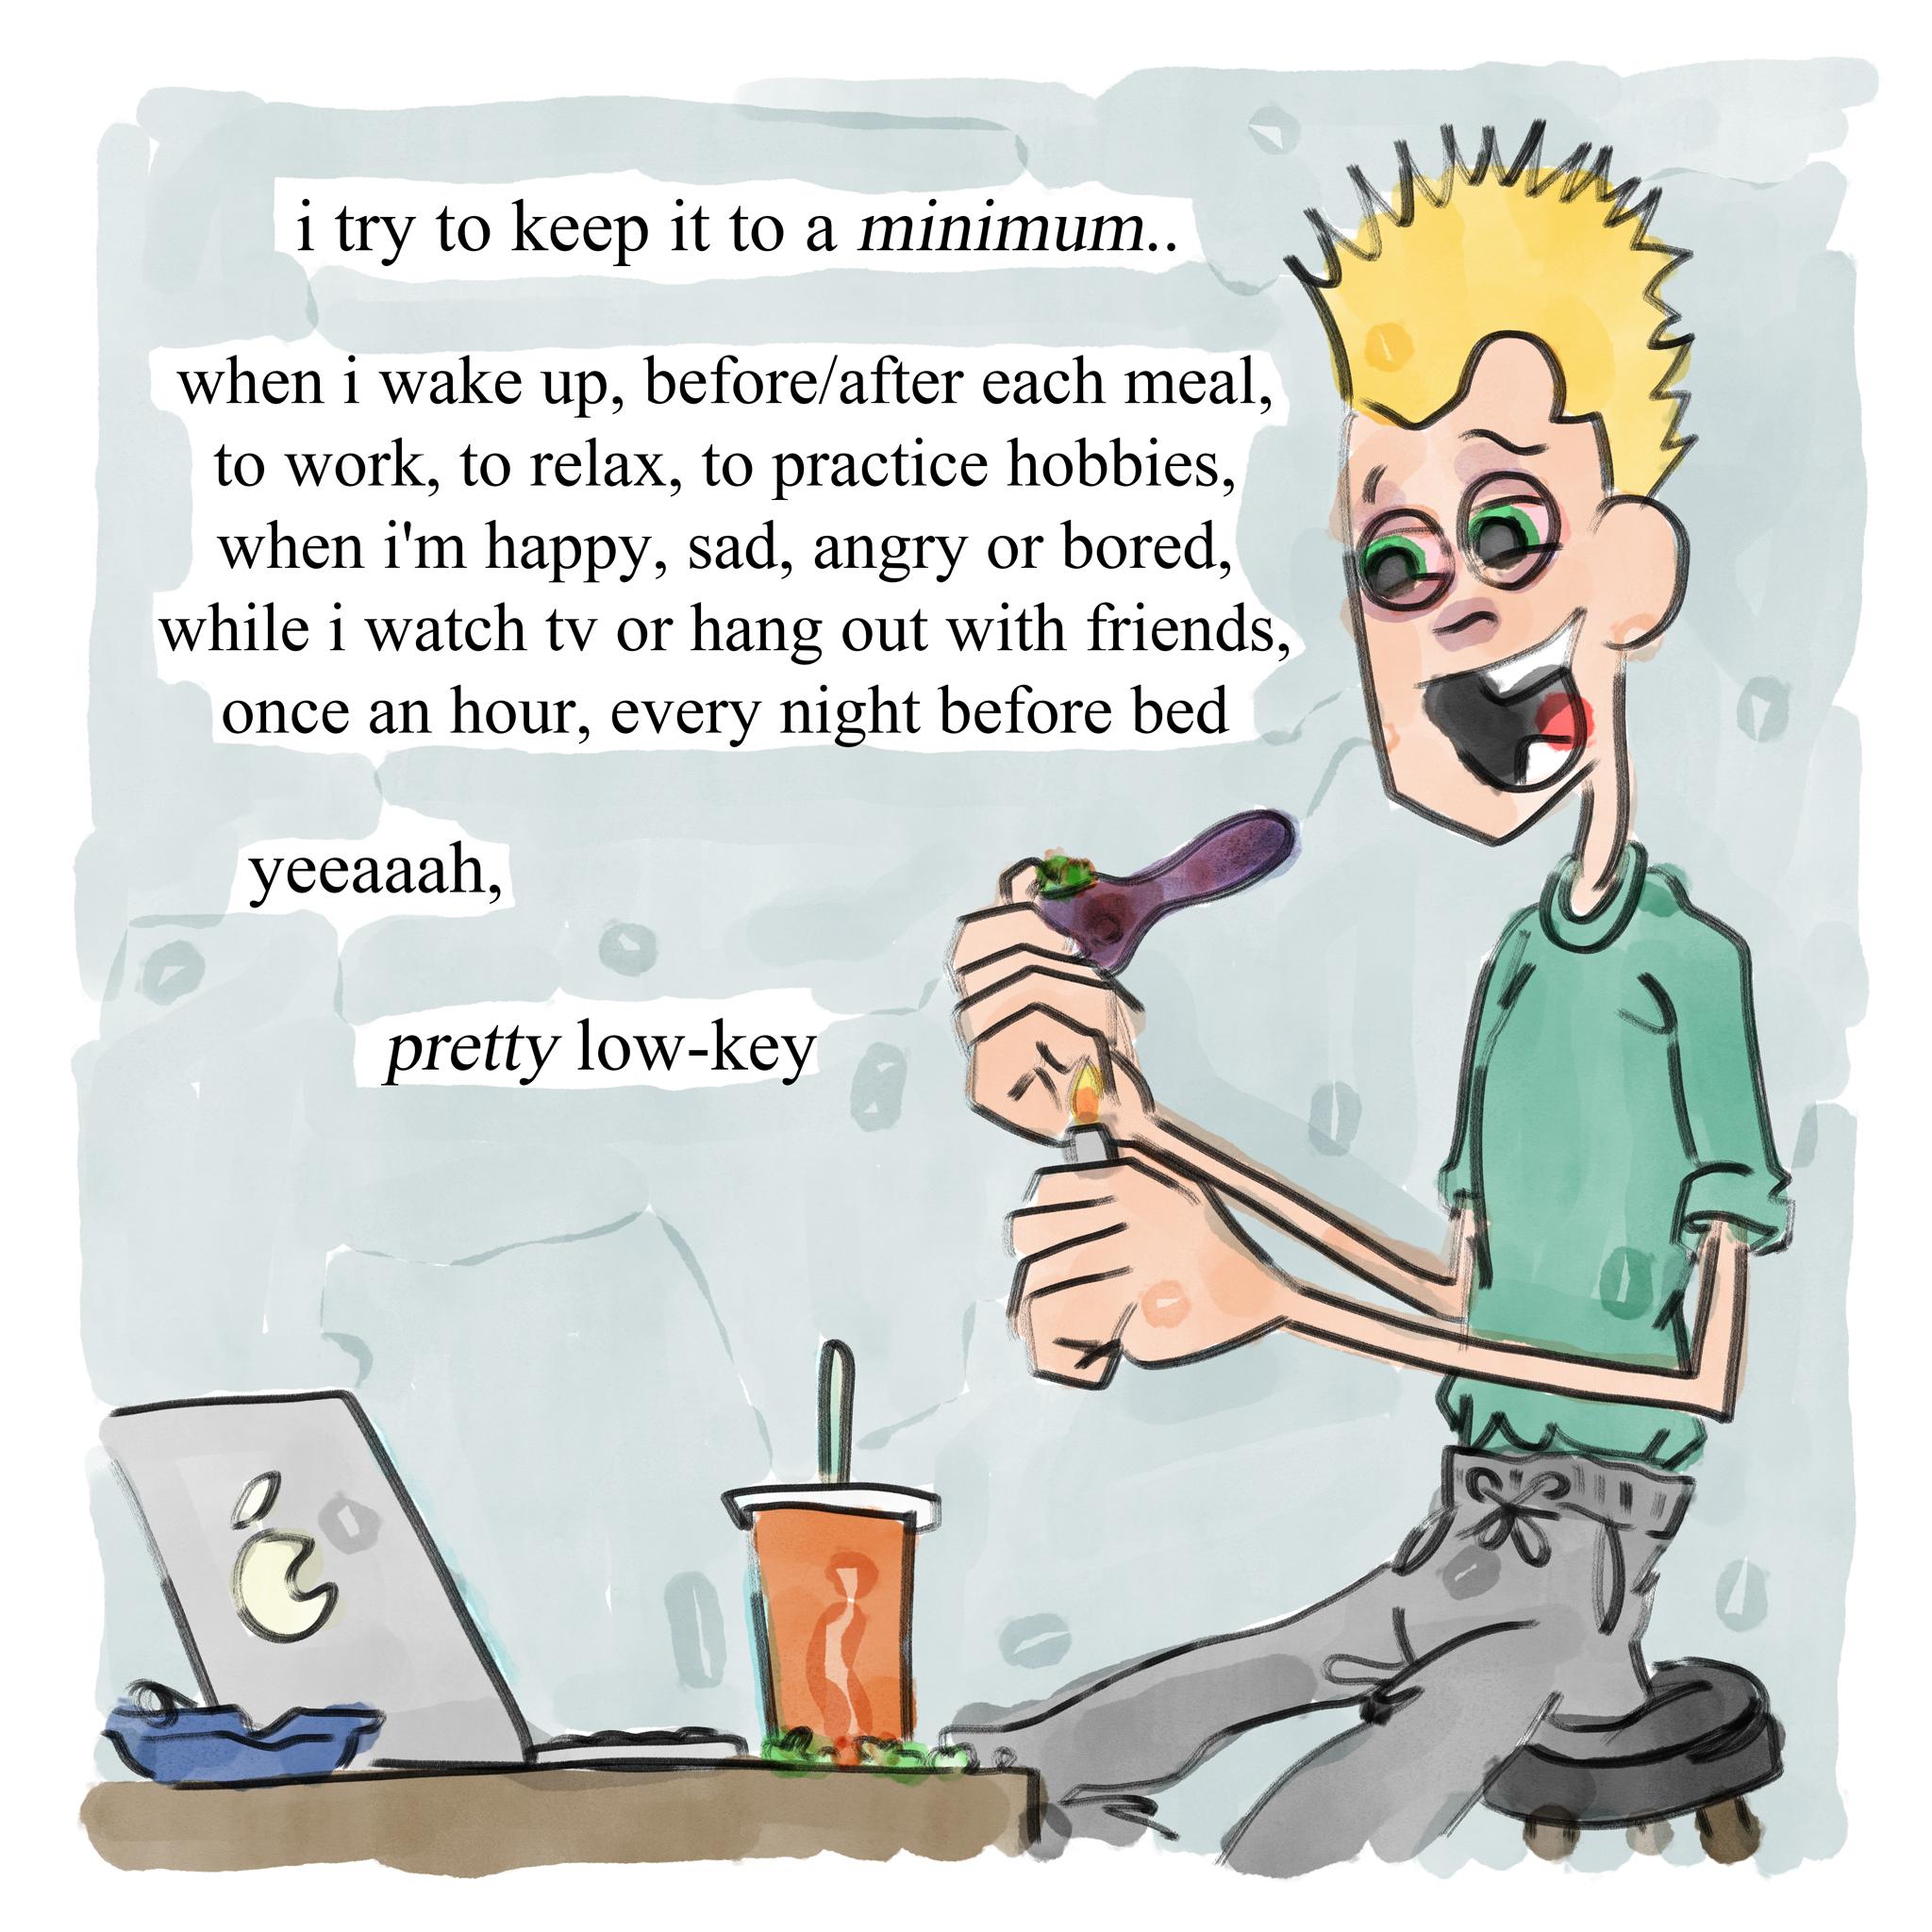 i try to keep it to a minimum..
when i wake up, before/after each meal,
to work, to relax, to practice hobbies,
when i'm happy, sad, angry or bored,
while i watch tv or hang out with friends,
once an hour, every night before bed
yeeaaah,
pretty low-key